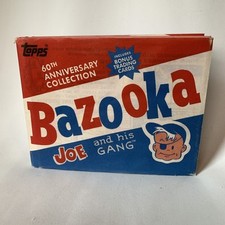 Topps
60TH
ANNIVERSARY
COLLECTION
INCLUDES
BONUS
TRADING
CARDS
Bazooka
JOE
and his
GANG